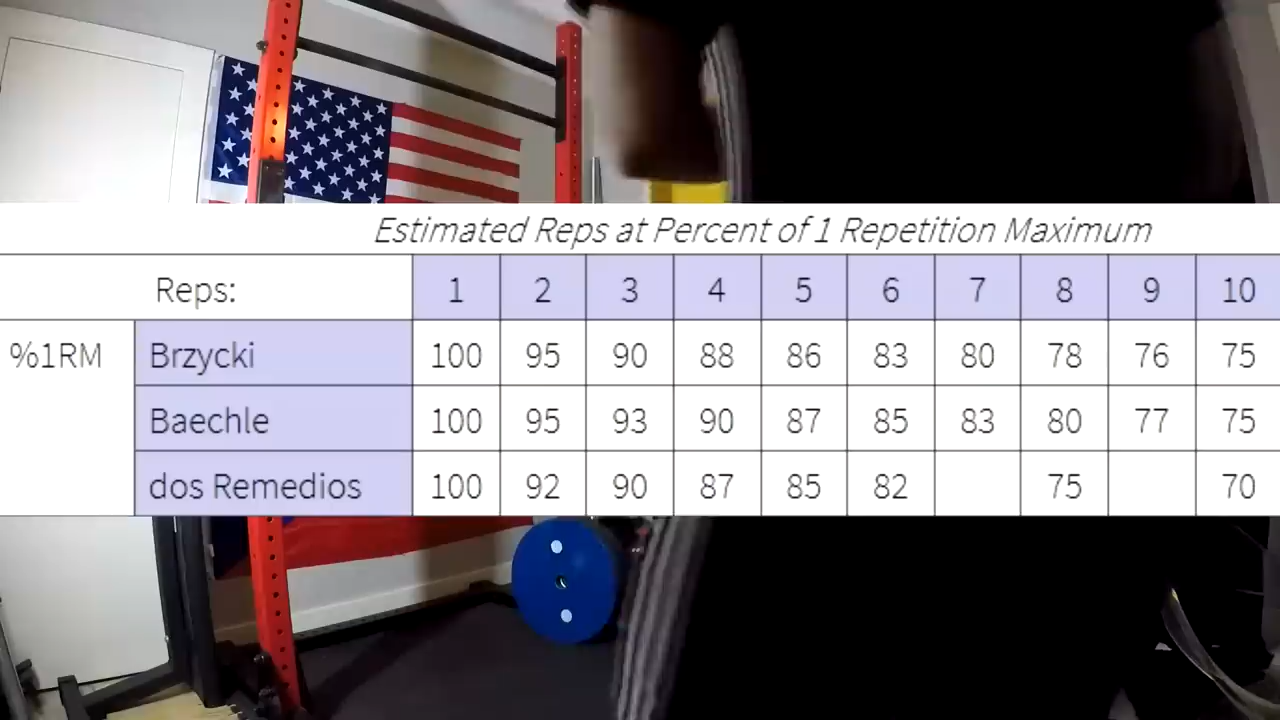 Estimated Reps at Percent of 1 Repetition Maximum
Reps: 1 2 3 4 5 6 7 8 9 10
%1RM Brzycki 100 95 90 88 86 83 80 78 76 75
Baechle 100 95 93 90 87 85 83 80 77 75
dos Remedios 100 92 90 87 85 82 75 70